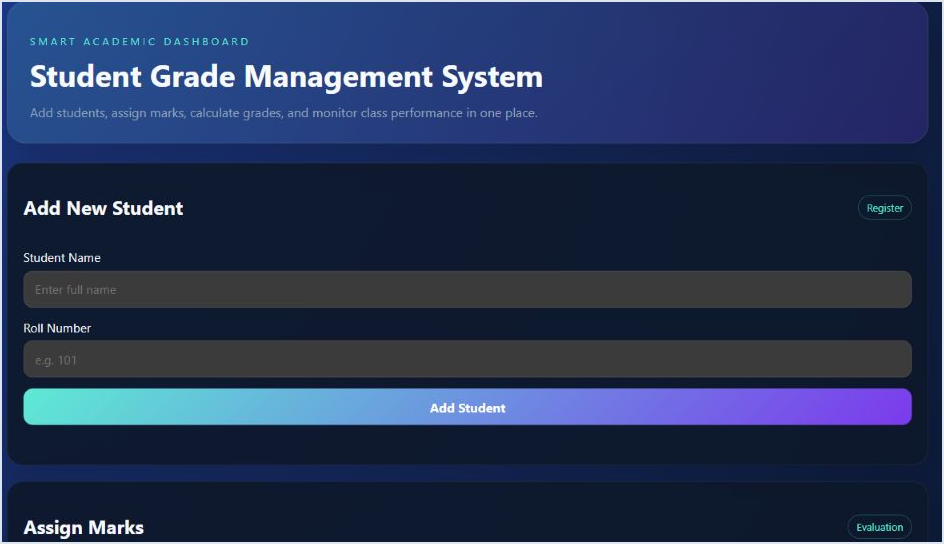 SMART ACADEMIC DASHBOARD
Student Grade Management System
Add students, assign marks, calculate grades, and monitor class performance in one place.
Add New Student
Register
Student Name
Enter full name
Roll Number
e.g. 101
Add Student
Assign Marks
Evaluation